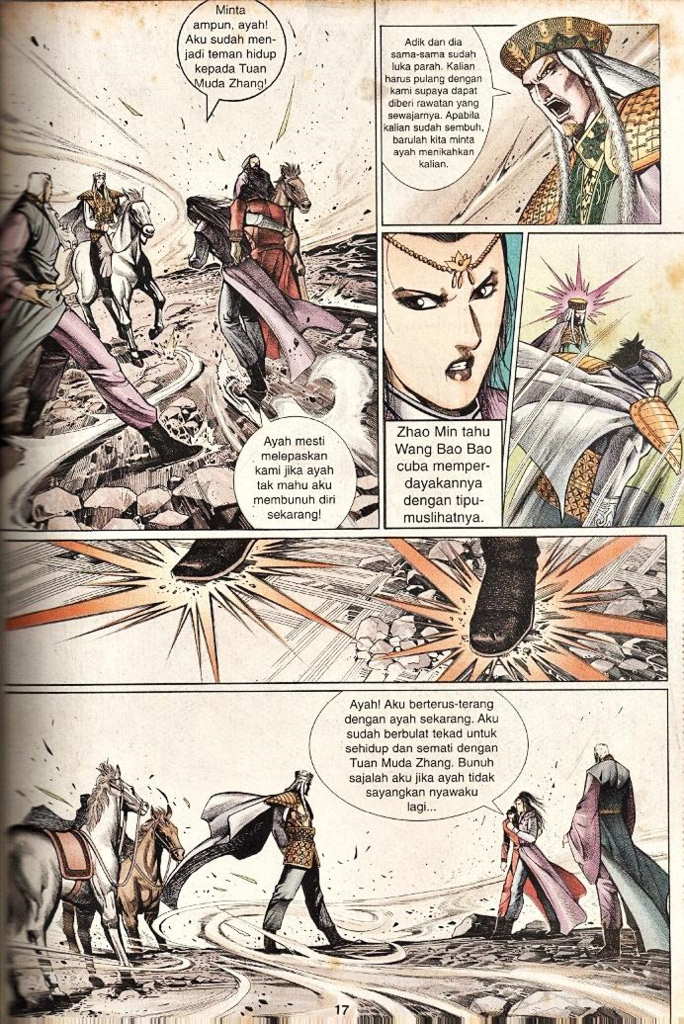 Minta
ampun, ayah!
Aku sudah men-
jadi teman hidup
kepada Tuan
Muda Zhang!
Ayah mesti
melepaskan
kami jika ayah
tak mahu aku
membunuh diri
sekarang!
Adik dan dia
sama-sama sudah
luka parah. Kalian
harus pulang dengan
kami supaya dapat
diberi rawatan yang
sewajarnya. Apabila
kalian sudah sembuh,
barulah kita minta
ayah menikahkan
kalian.
Zhao Min tahu
Wang Bao Bao
cuba memper-
dayakannya
dengan tipu-
muslihatnya.
Ayah! Aku berterus-terang
dengan ayah sekarang. Aku
sudah berbulat tekad untuk
sehidup dan semati dengan
Tuan Muda Zhang. Bunuh
sajalah aku jika ayah tidak
sayangkan nyawaku
lagi...
17